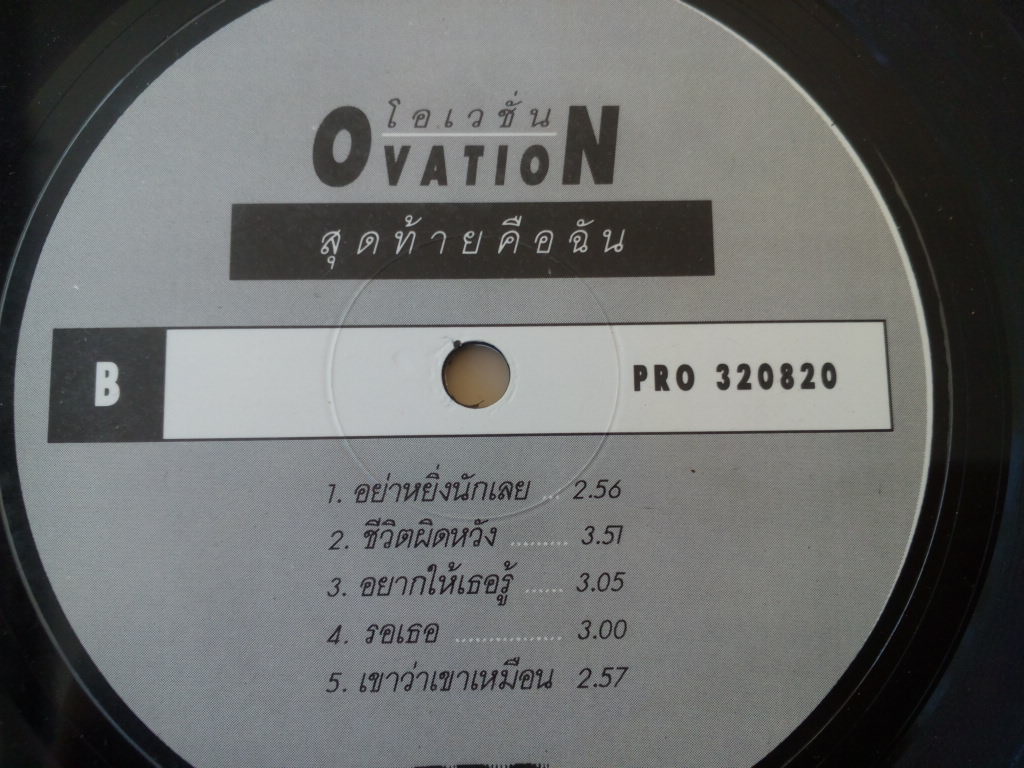 โอเวชั่น
OVATION
สุดท้ายคือฉัน
B PRO 320820
1. อย่าหยิ่งนักเลย ... 2.56
2. ชีวิตผิดหวัง ......... 3.51
3. อยากให้เธอรู้ ...... 3.05
4. รอเธอ ................ 3.00
5. เขาว่าเขาเหมือน 2.57